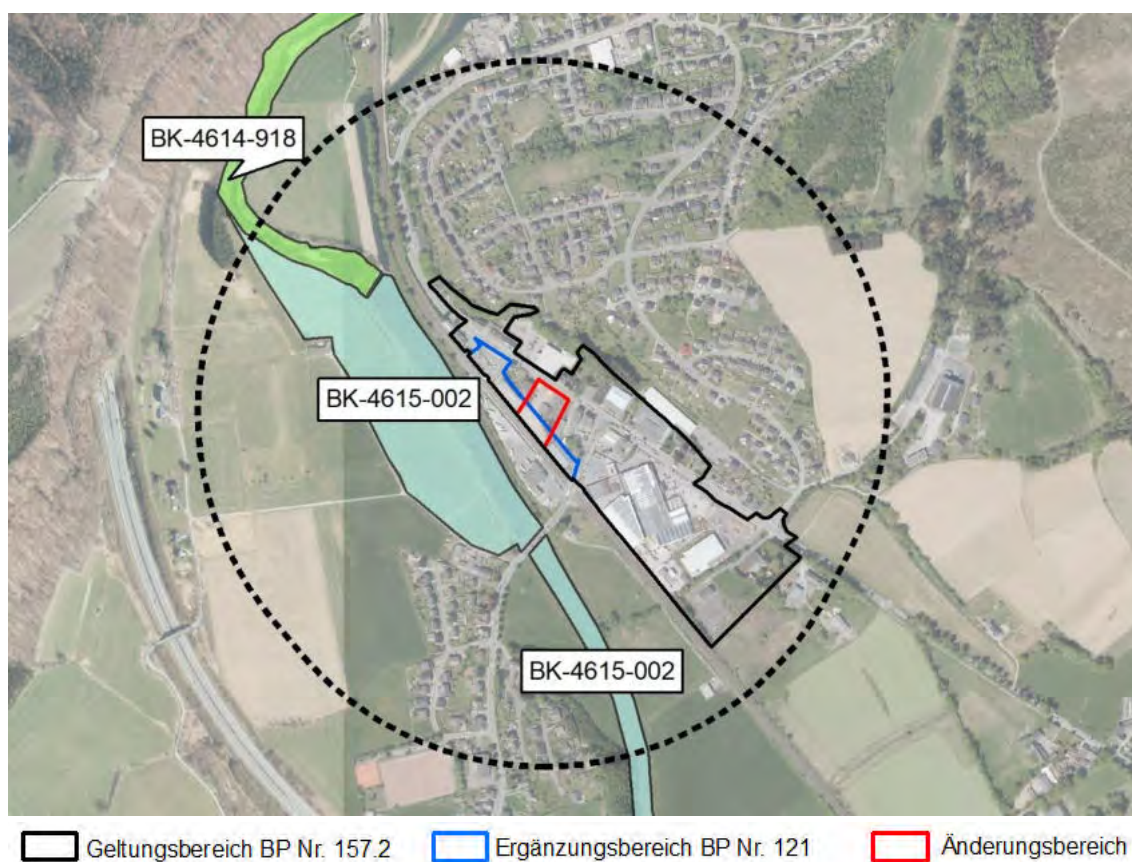 BK-4614-918
BK-4615-002
BK-4615-002
Geltungsbereich BP Nr. 157.2 Ergänzungsbereich BP Nr. 121 Änderungsbereich